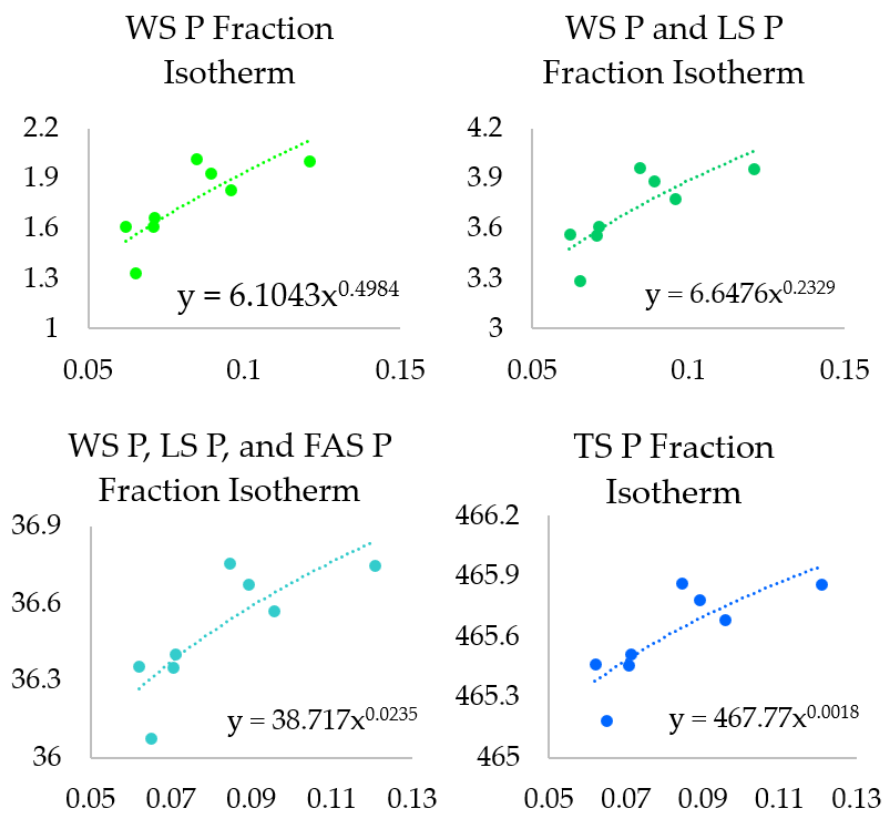 WS P Fraction
Isotherm
2.2
1.9
1.6
1.3
1
y = 6.1043x^0.4984
0.05 0.1 0.15
WS P and LS P
Fraction Isotherm
4.2
3.9
3.6
3.3
3
y = 6.6476x^0.2329
0.05 0.1 0.15
WS P, LS P, and FAS P
Fraction Isotherm
36.9
36.6
36.3
36
y = 38.717x^0.0235
0.05 0.07 0.09 0.11 0.13
TS P Fraction
Isotherm
466.2
465.9
465.6
465.3
465
y = 467.77x^0.0018
0.05 0.07 0.09 0.11 0.13